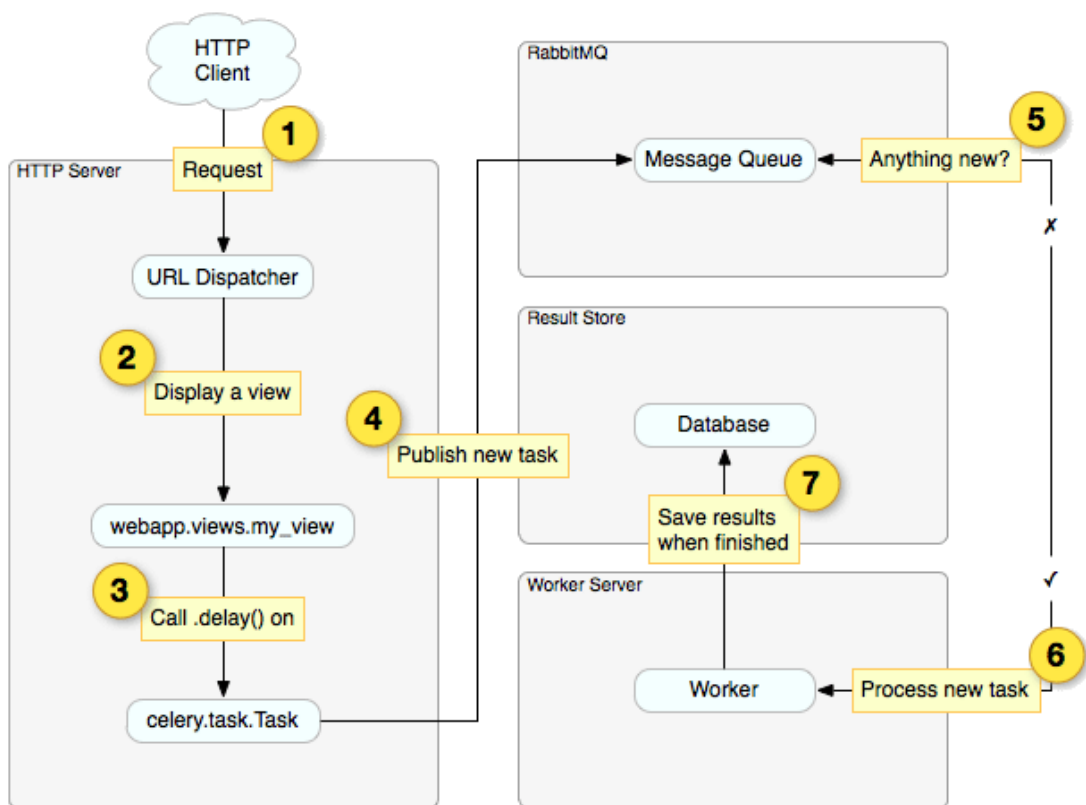 HTTP
Client
1
Request
HTTP Server
URL Dispatcher
2
Display a view
webapp.views.my_view
3
Call .delay() on
celery.task.Task
4
Publish new task
RabbitMQ
Message Queue
5
Anything new?
✗
✓
Result Store
Database
7
Save results
when finished
Worker Server
Worker
6
Process new task